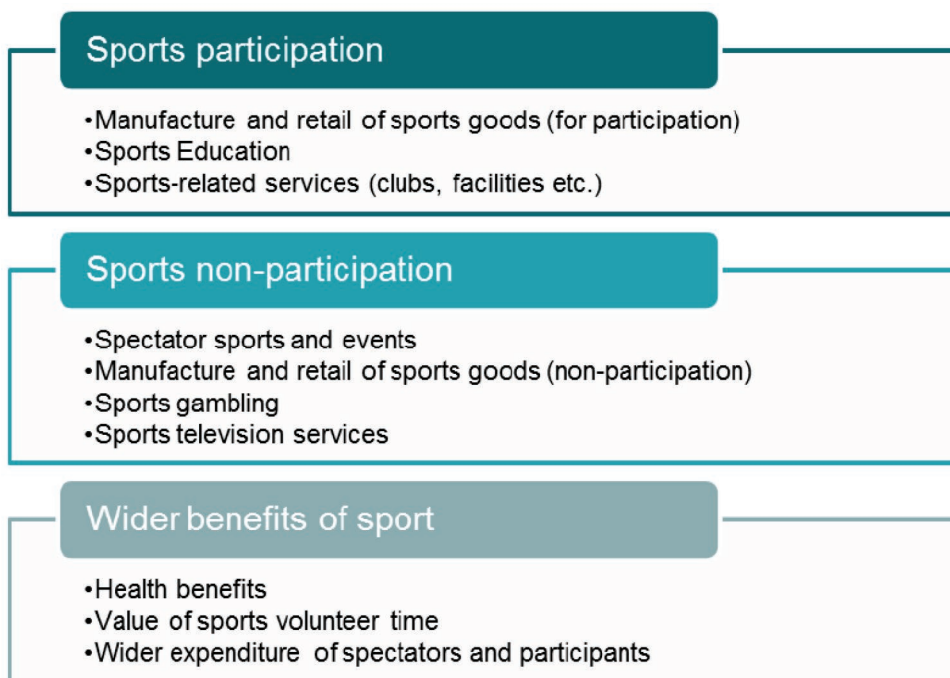 Sports participation
•Manufacture and retail of sports goods (for participation)
•Sports Education
•Sports-related services (clubs, facilities etc.)
Sports non-participation
•Spectator sports and events
•Manufacture and retail of sports goods (non-participation)
•Sports gambling
•Sports television services
Wider benefits of sport
•Health benefits
•Value of sports volunteer time
•Wider expenditure of spectators and participants